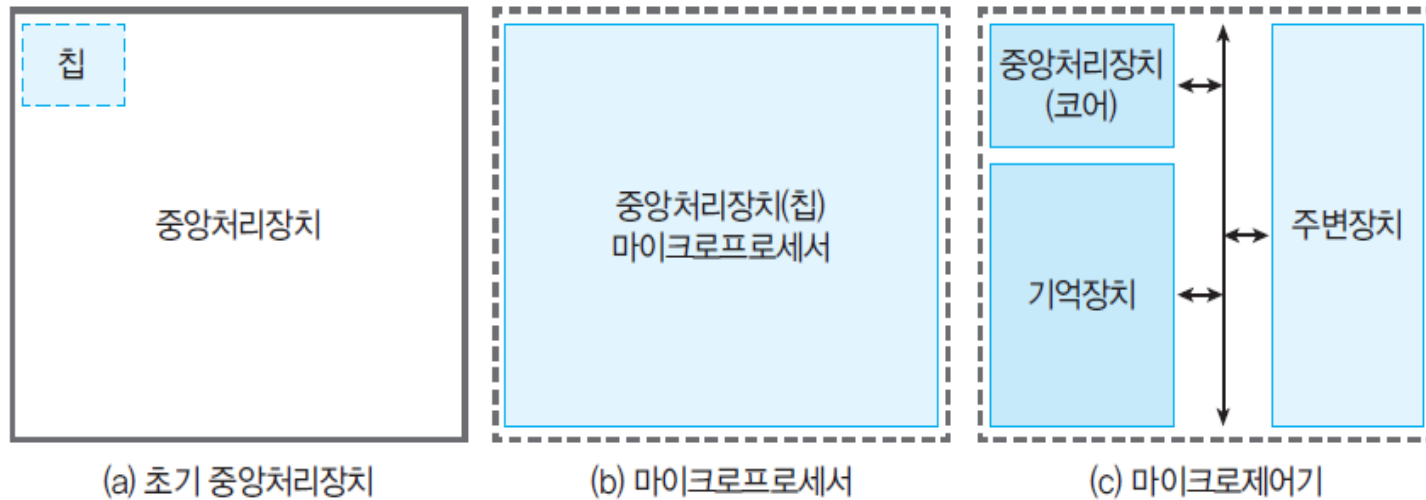 칩
중앙처리장치
(a) 초기 중앙처리장치
중앙처리장치(칩)
마이크로프로세서
(b) 마이크로프로세서
중앙처리장치
(코어)
기억장치
주변장치
(c) 마이크로제어기